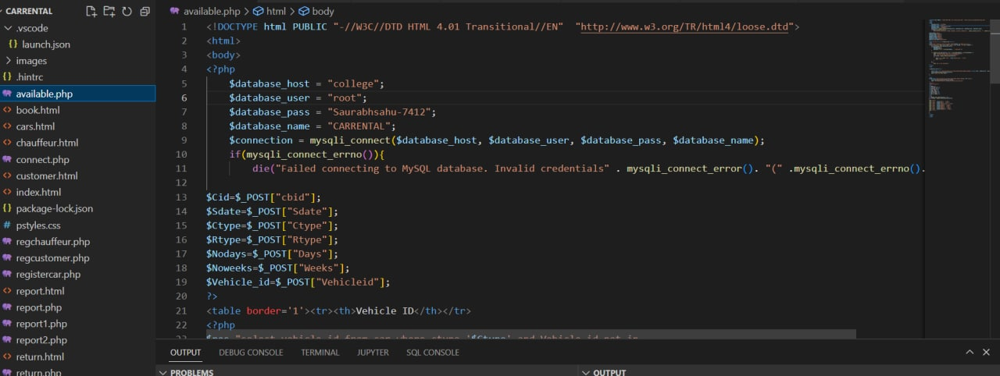 CARRENTAL
.vscode
launch.json
images
.hintrc
available.php
book.html
cars.html
chauffeur.html
connect.php
customer.html
index.html
package-lock.json
pstyles.css
regchauffeur.php
regcustomer.php
registercar.php
report.html
report.php
report1.php
report2.php
return.html
return.php
available.php > html > body
1 <!DOCTYPE html PUBLIC "-//W3C//DTD HTML 4.01 Transitional//EN" "http://www.w3.org/TR/html4/loose.dtd">
2 <html>
3 <body>
4 <?php
5 $database_host = "college";
6 $database_user = "root";
7 $database_pass = "Saurabhsahu-7412";
8 $database_name = "CARRENTAL";
9 $connection = mysqli_connect($database_host, $database_user, $database_pass, $database_name);
10 if(mysqli_connect_errno()){
11 die("Failed connecting to MySQL database. Invalid credentials" . mysqli_connect_error(). "(" .mysqli_connect_errno().
12
13 $Cid=$_POST["cbid"];
14 $Sdate=$_POST["Sdate"];
15 $Ctype=$_POST["Ctype"];
16 $Rtype=$_POST["Rtype"];
17 $Nodays=$_POST["Days"];
18 $Noweeks=$_POST["Weeks"];
19 $Vehicle_id=$_POST["Vehicleid"];
20 ?>
21 <table border='1'><tr><th>Vehicle ID</th></tr>
22 <?php
OUTPUT DEBUG CONSOLE TERMINAL JUPYTER SQL CONSOLE
PROBLEMS
OUTPUT